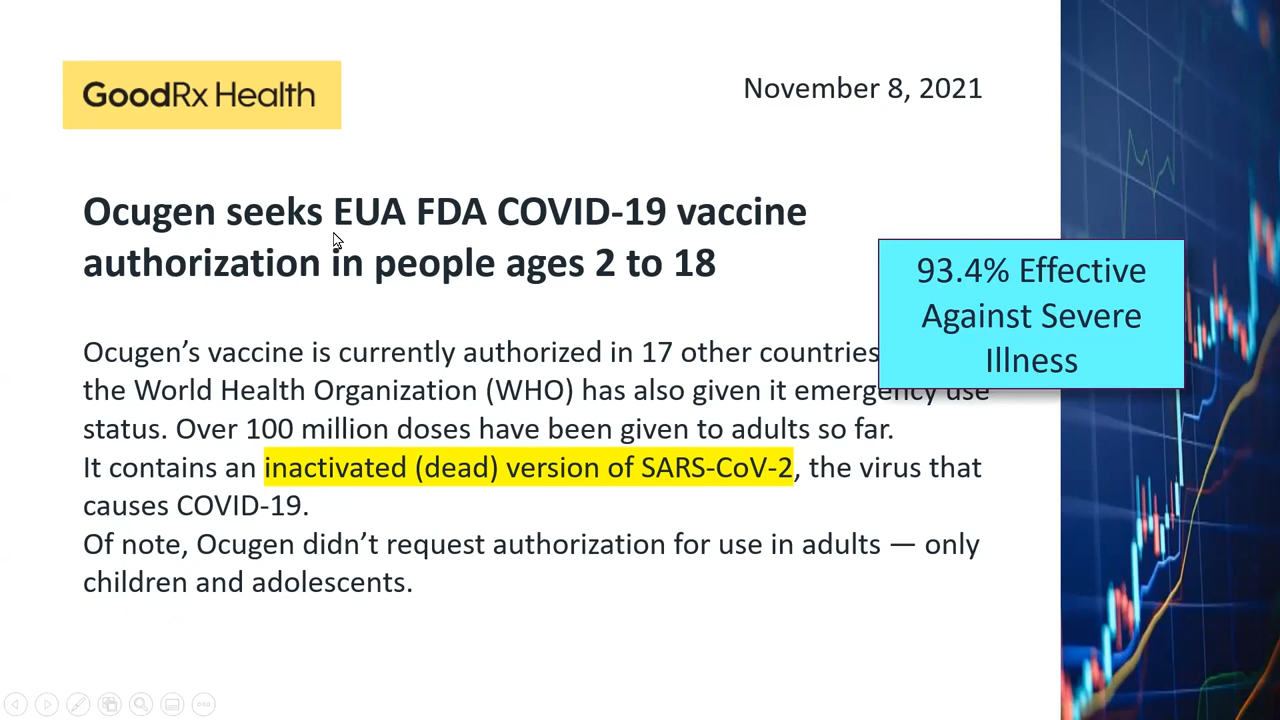 GoodRx Health
November 8, 2021
Ocugen seeks EUA FDA COVID-19 vaccine
authorization in people ages 2 to 18
93.4% Effective
Against Severe
Illness
Ocugen’s vaccine is currently authorized in 17 other countries
the World Health Organization (WHO) has also given it emergency use
status. Over 100 million doses have been given to adults so far.
It contains an inactivated (dead) version of SARS-CoV-2, the virus that
causes COVID-19.
Of note, Ocugen didn’t request authorization for use in adults — only
children and adolescents.